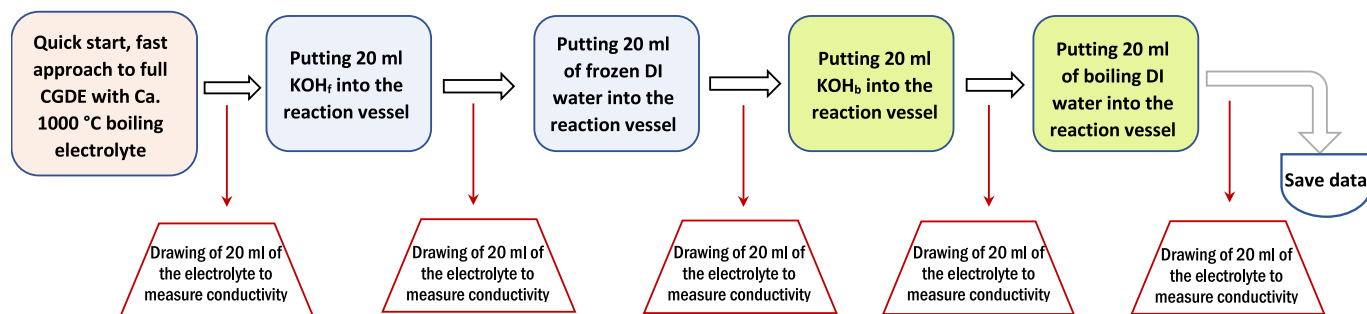 Quick start, fast
approach to full
CGDE with Ca.
1000 °C boiling
electrolyte
Putting 20 ml
KOHf into the
reaction vessel
Putting 20 ml
of frozen DI
water into the
reaction vessel
Putting 20 ml
KOHb into the
reaction vessel
Putting 20 ml
of boiling DI
water into the
reaction vessel
Save data
Drawing of 20 ml of
the electrolyte to
measure conductivity
Drawing of 20 ml of
the electrolyte to
measure conductivity
Drawing of 20 ml of
the electrolyte to
measure conductivity
Drawing of 20 ml of
the electrolyte to
measure conductivity
Drawing of 20 ml of
the electrolyte to
measure conductivity